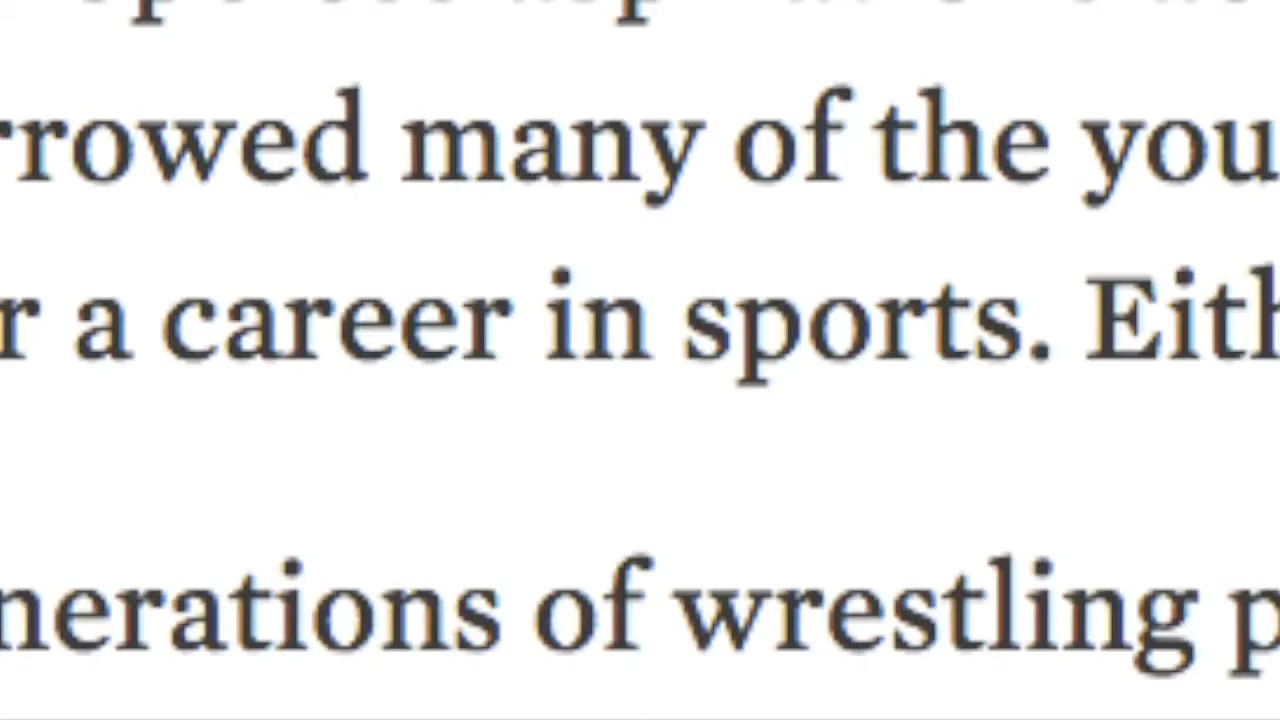 rrowed many of the you
r a career in sports. Eith
nerations of wrestling p